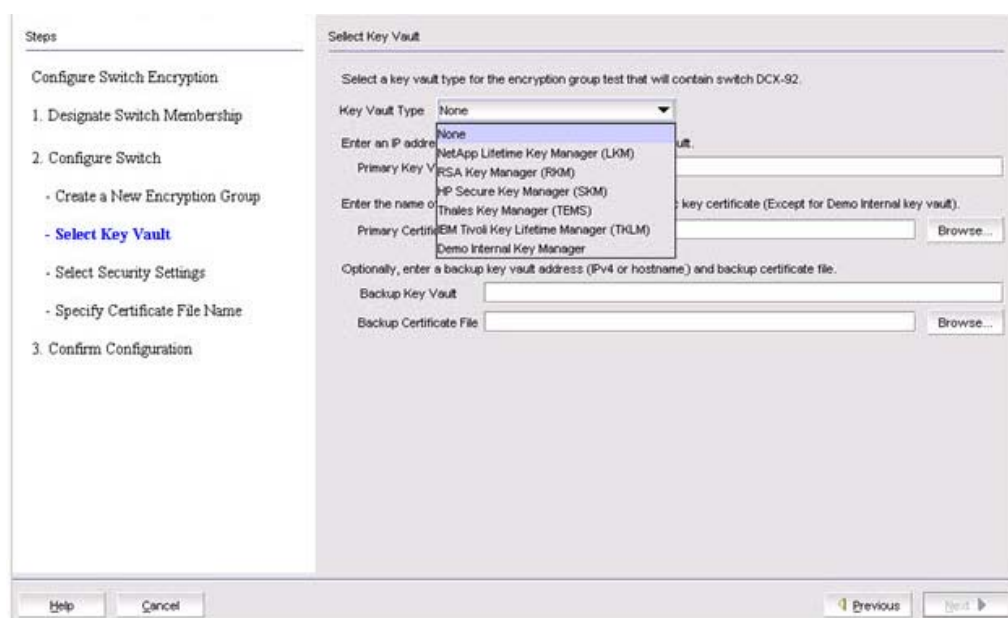 Steps
Configure Switch Encryption
1. Designate Switch Membership
2. Configure Switch
- Create a New Encryption Group
- Select Key Vault
- Select Security Settings
- Specify Certificate File Name
3. Confirm Configuration
Select Key Vault
Select a key vault type for the encryption group test that will contain switch DCX-92.
Key Vault Type None
None
NetApp Lifetime Key Manager (LKM)
RSA Key Manager (RKM)
HP Secure Key Manager (SKM)
Thales Key Manager (TEMS)
IBM Tivoli Key Lifetime Manager (TKLM)
Demo Internal Key Manager
Enter an IP addre
Primary Key V
Enter the name o key certificate (Except for Demo Internal key vault).
Primary Certifi Browse...
Optionally, enter a backup key vault address (IPv4 or hostname) and backup certificate file.
Backup Key Vault
Backup Certificate File Browse...
Help Cancel Previous Next